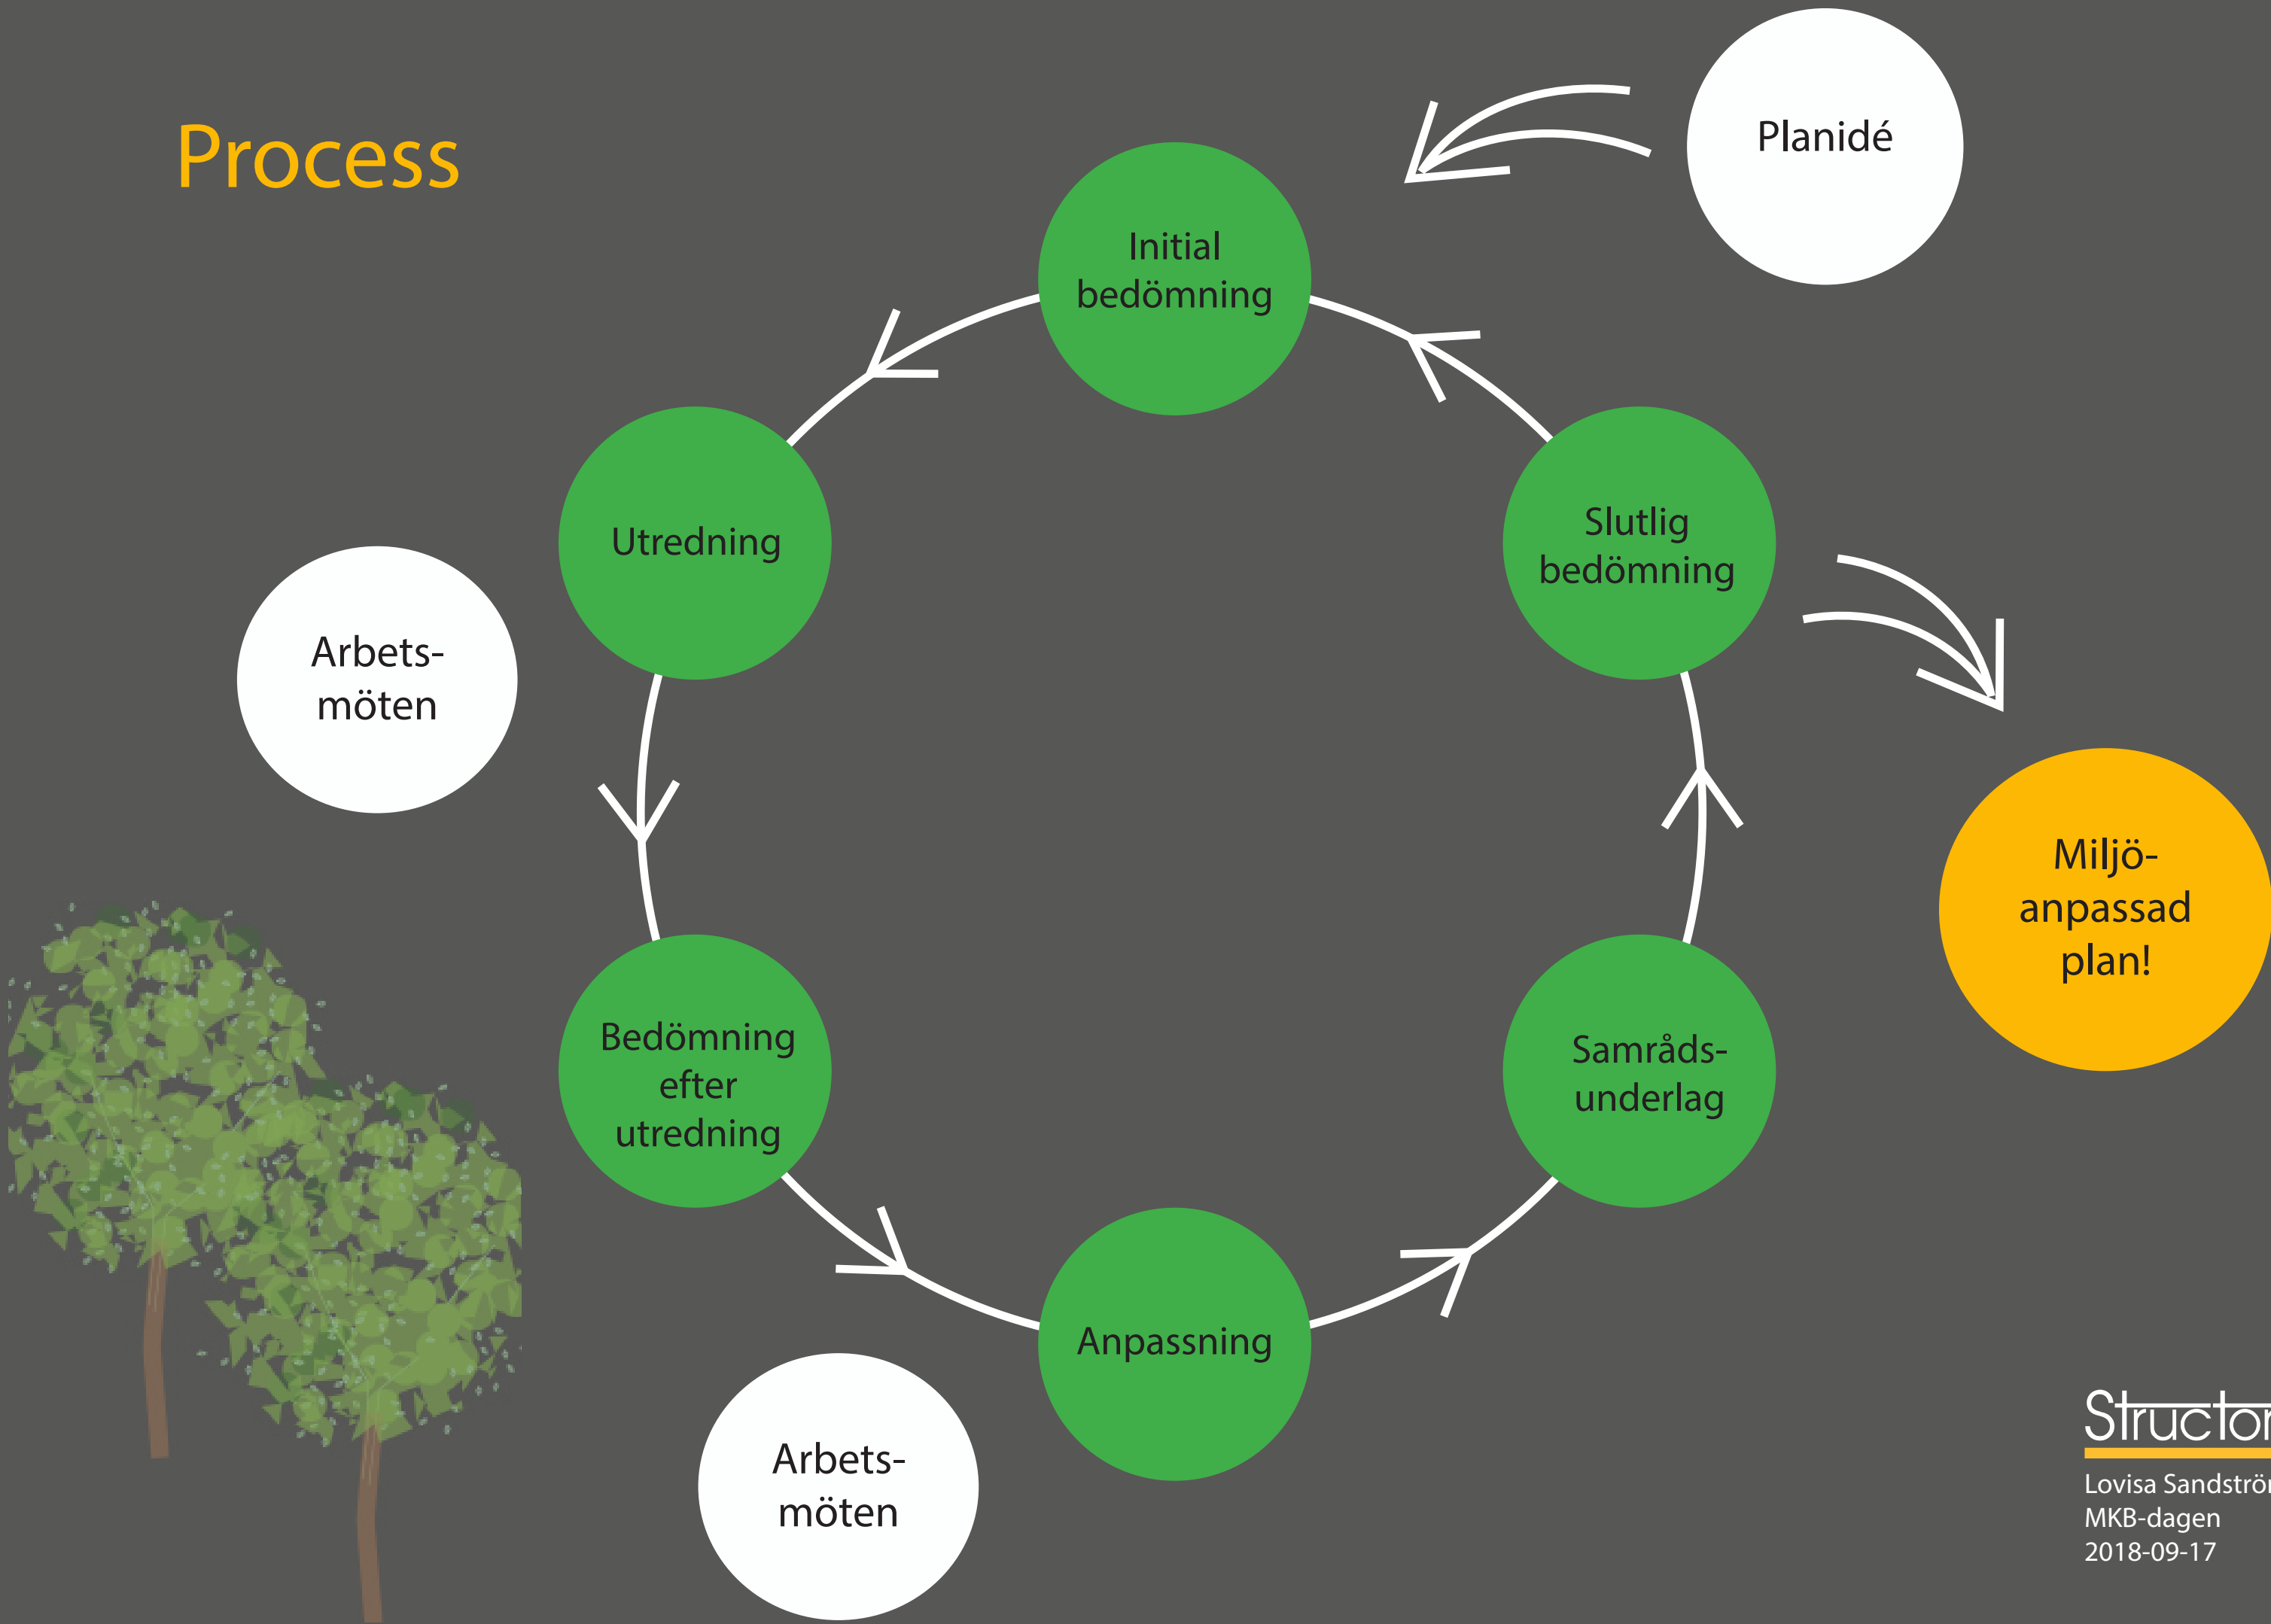 Process
Planidé
Initial
bedömning
Utredning
Slutlig
bedömning
Arbets-
möten
Miljö-
anpassad
plan!
Bedömning
efter
utredning
Samråds-
underlag
Anpassning
Arbets-
möten
Structor
Lovisa Sandströ
MKB-dagen
2018-09-17